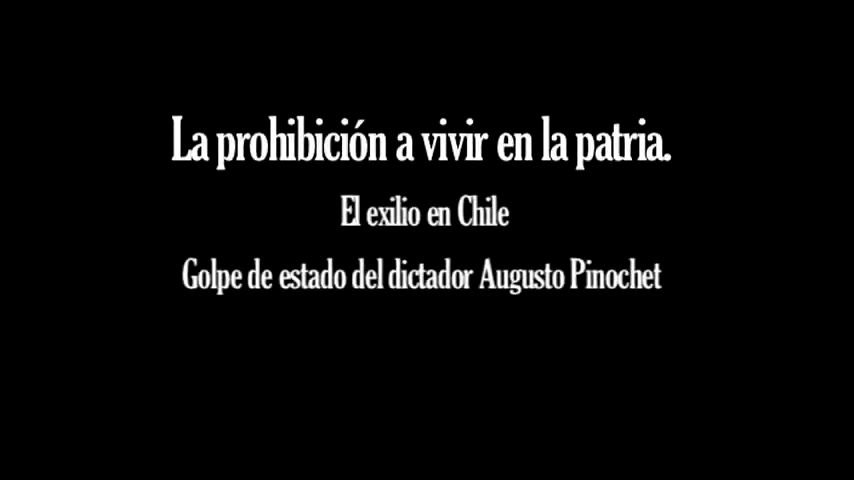 La prohibición a vivir en la patria.
El exilio en Chile
Golpe de estado del dictador Augusto Pinochet